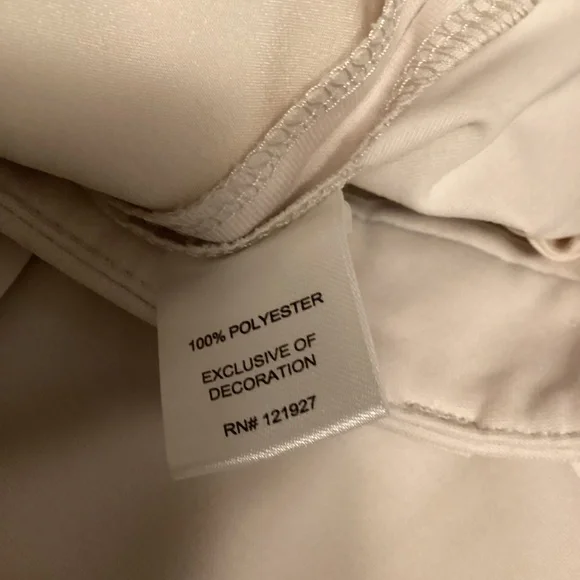 100% POLYESTER
EXCLUSIVE OF
DECORATION
RN# 121927